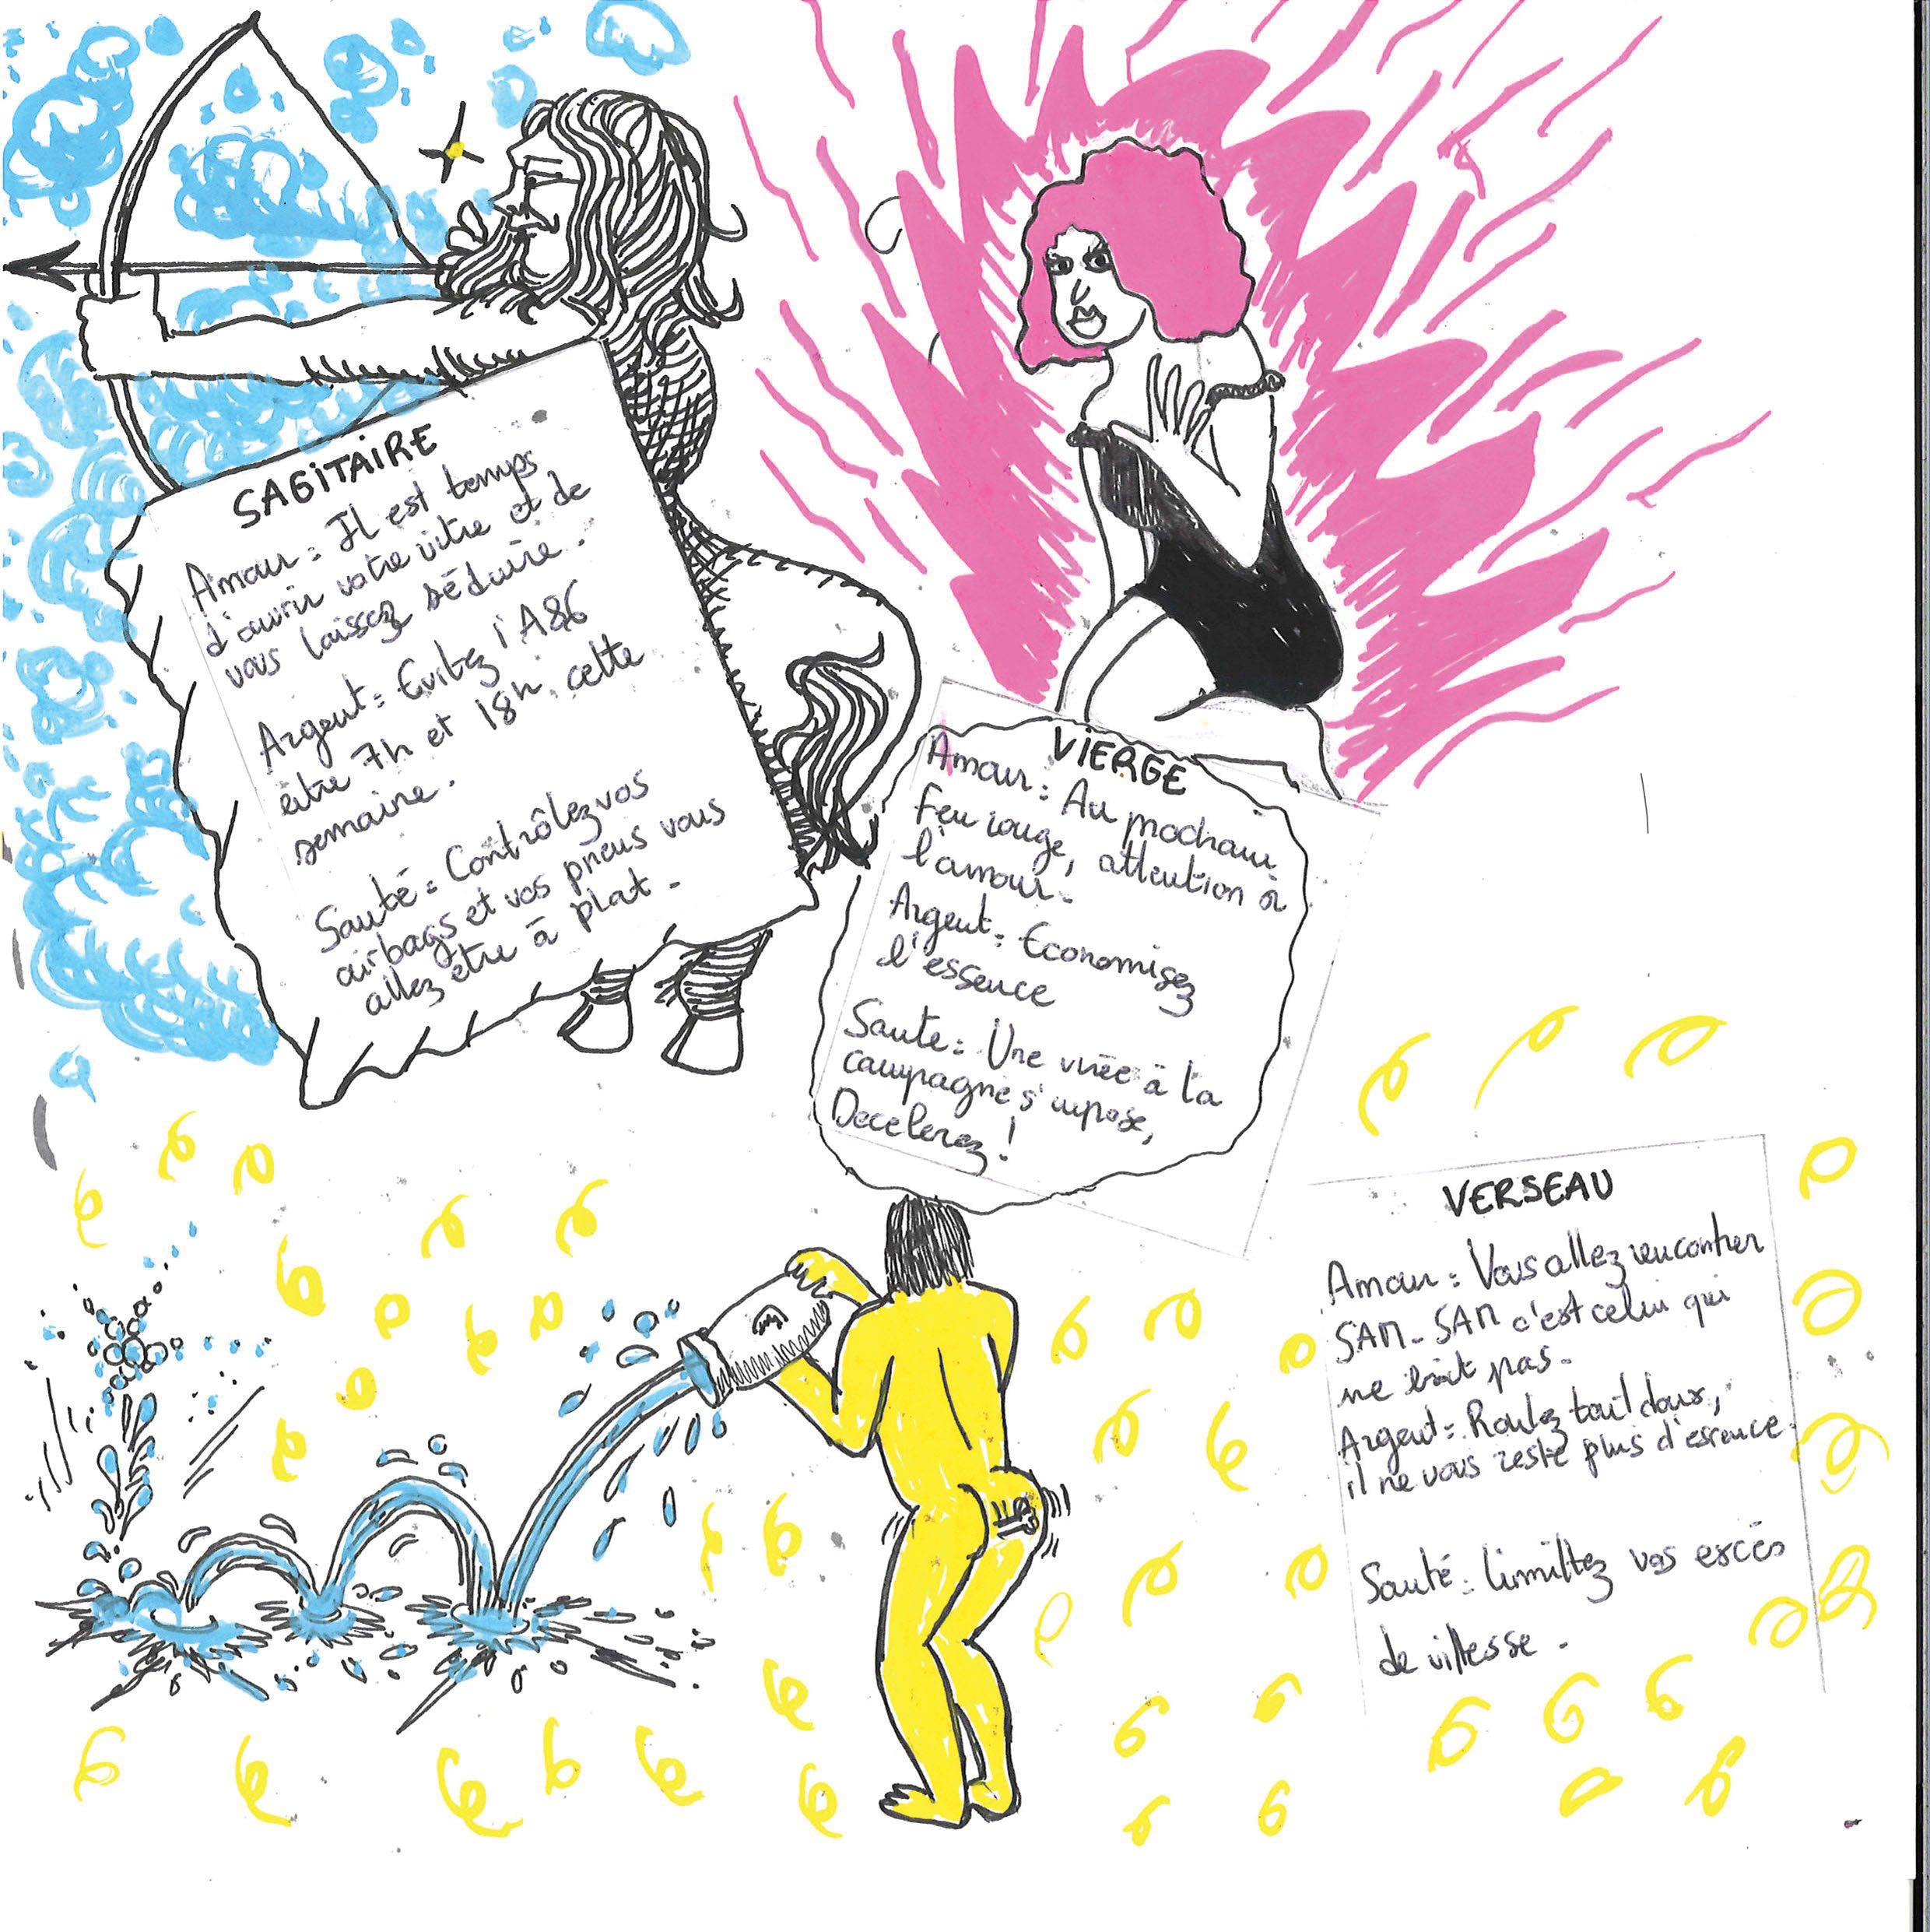 SAGITAIRE
Amour = Il est temps
d'ouvrir votre vitre et de
vous laissez séduire.
Argent = Evitez l'A86
entre 7h et 18h cette
semaine.
Santé = Contrôlez vos
airbags et vos pneus vous
allez être à plat.
VIERGE
Amour = Au prochain
Feu rouge, attention à
l'amour.
Argent = Economisez
l'essence
Sante = Une virée à la
campagne s'impose,
Decelerez !
VERSEAU
Amour = Vous allez rencontrer
SAM. SAM c'est celui qui
ne boit pas.
Argent = Roulez tout doux,
il ne vous reste plus d'essence.
Santé = limittez vos excès
de vitesse.